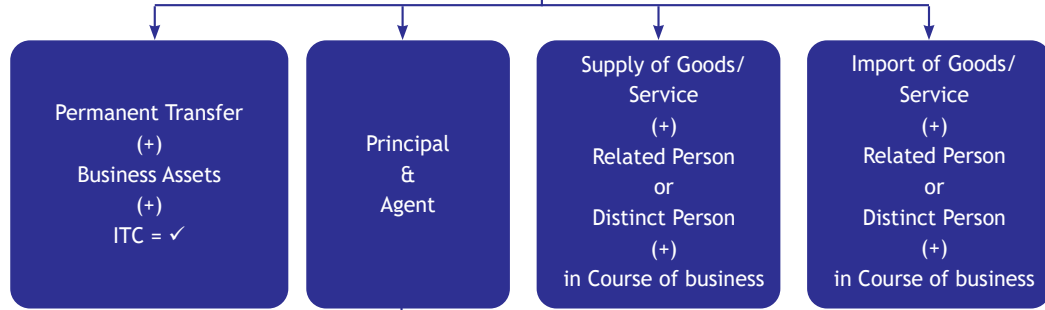 Permanent Transfer
(+)
Business Assets
(+)
ITC = ✓
Principal
&
Agent
Supply of Goods/
Service
(+)
Related Person
or
Distinct Person
(+)
in Course of business
Import of Goods/
Service
(+)
Related Person
or
Distinct Person
(+)
in Course of business